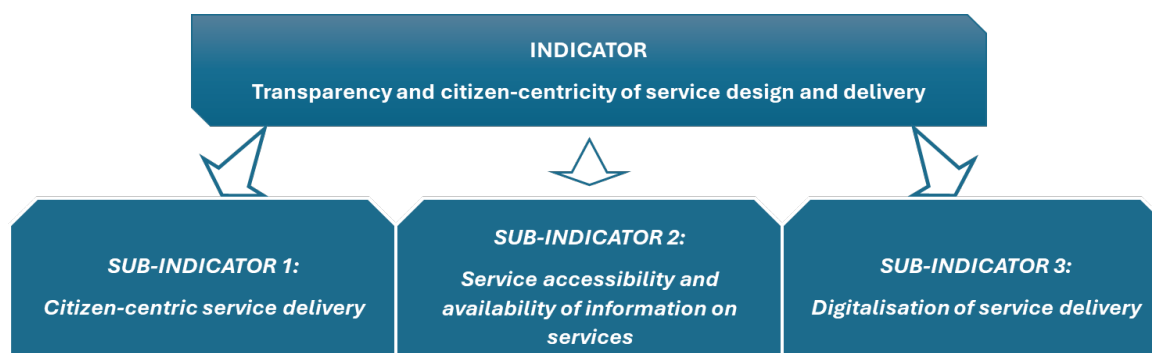 INDICATOR
Transparency and citizen-centricity of service design and delivery
SUB-INDICATOR 1:
Citizen-centric service delivery
SUB-INDICATOR 2:
Service accessibility and
availability of information on
services
SUB-INDICATOR 3:
Digitalisation of service delivery